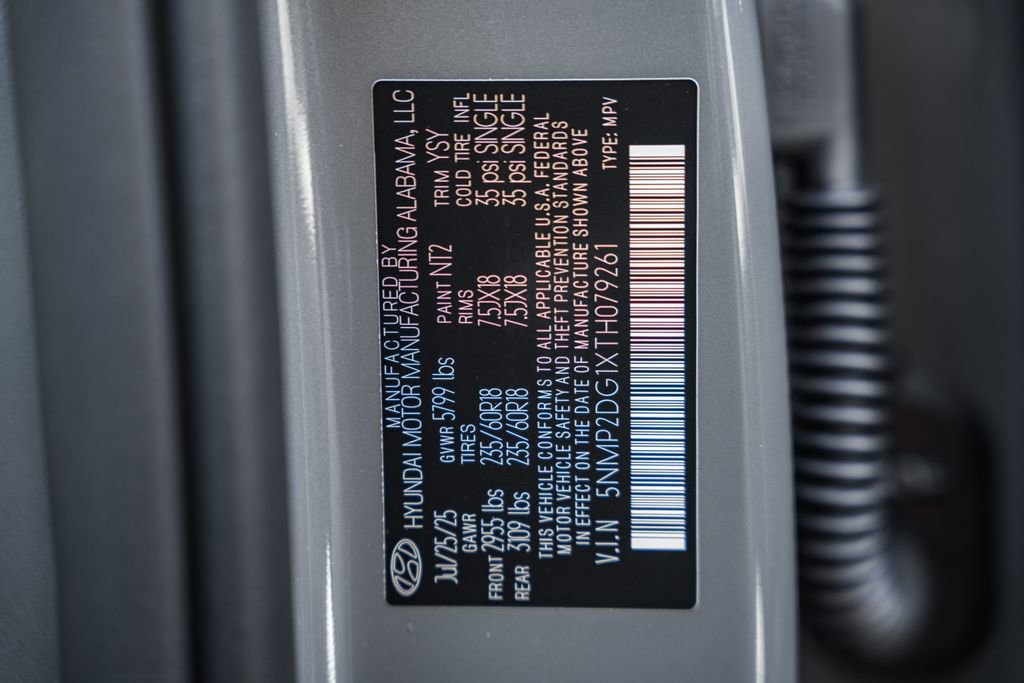 MANUFACTURED BY
HYUNDAI MOTOR MANUFACTURING ALABAMA, LLC
Jul/25/25 GVWR 5799 lbs PAINT NT2 TRIM YSY
GAWR TIRES RIMS COLD TIRE INFL
FRONT 2955 lbs 235/60R18 7.5JX18 35 psi SINGLE
REAR 3109 lbs 235/60R18 7.5JX18 35 psi SINGLE
THIS VEHICLE CONFORMS TO ALL APPLICABLE U.S.A. FEDERAL
MOTOR VEHICLE SAFETY AND THEFT PREVENTION STANDARDS
IN EFFECT ON THE DATE OF MANUFACTURE SHOWN ABOVE
V.I.N 5NMP2DG1XTH079261 TYPE: MPV